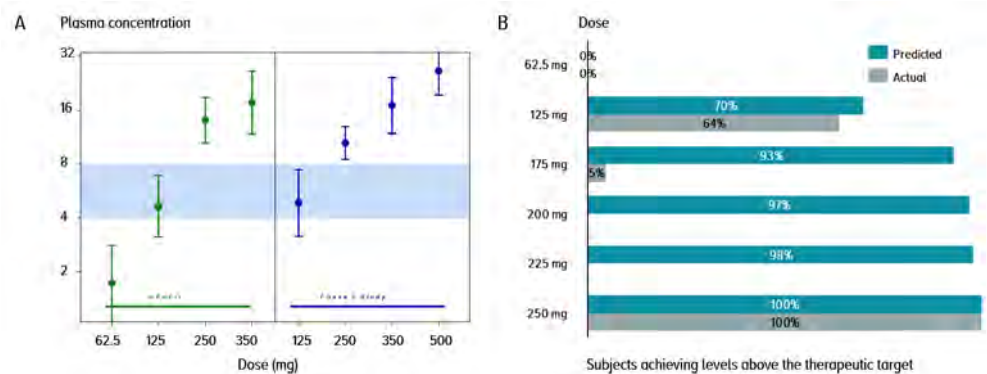 A
Plasma concentration
32
16
8
4
2
62.5
125
250
350
125
250
350
500
Dose (mg)
B
Dose
Predicted
Actual
62.5 mg
0%
0%
125 mg
70%
64%
175 mg
93%
5%
200 mg
97%
225 mg
98%
250 mg
100%
100%
Subjects achieving levels above the therapeutic target